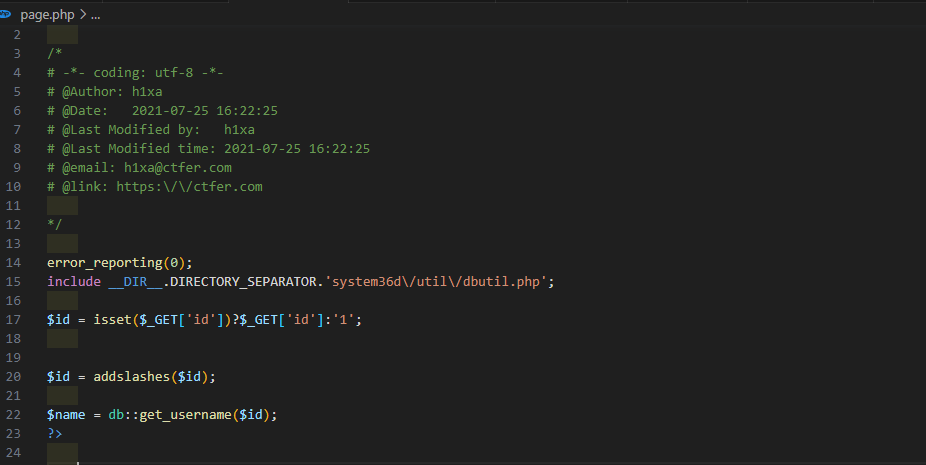 page.php > ...
2
3 /*
4 # -*- coding: utf-8 -*-
5 # @Author: h1xa
6 # @Date:   2021-07-25 16:22:25
7 # @Last Modified by:   h1xa
8 # @Last Modified time: 2021-07-25 16:22:25
9 # @email: h1xa@ctfer.com
10 # @link: https:\/\/ctfer.com
11
12 */
13
14 error_reporting(0);
15 include __DIR__.DIRECTORY_SEPARATOR.'system36d\/util\/dbutil.php';
16
17 $id = isset($_GET['id'])?$_GET['id']:'1';
18
19
20 $id = addslashes($id);
21
22 $name = db::get_username($id);
23 ?>
24